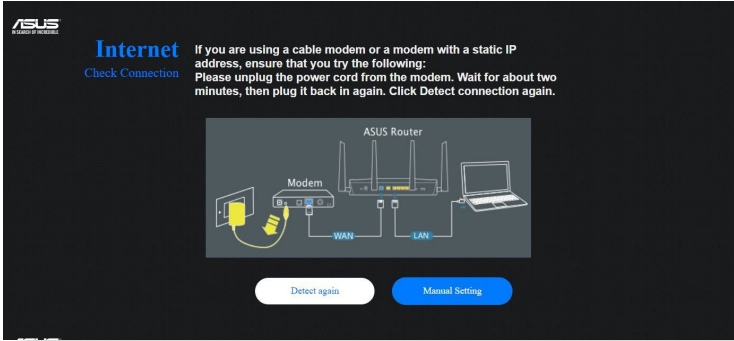 ASUS
IN SEARCH OF INCREDIBLE
Internet
Check Connection
If you are using a cable modem or a modem with a static IP
address, ensure that you try the following:
Please unplug the power cord from the modem. Wait for about two
minutes, then plug it back in again. Click Detect connection again.
ASUS Router
Modem
WAN
LAN
Detect again
Manual Setting